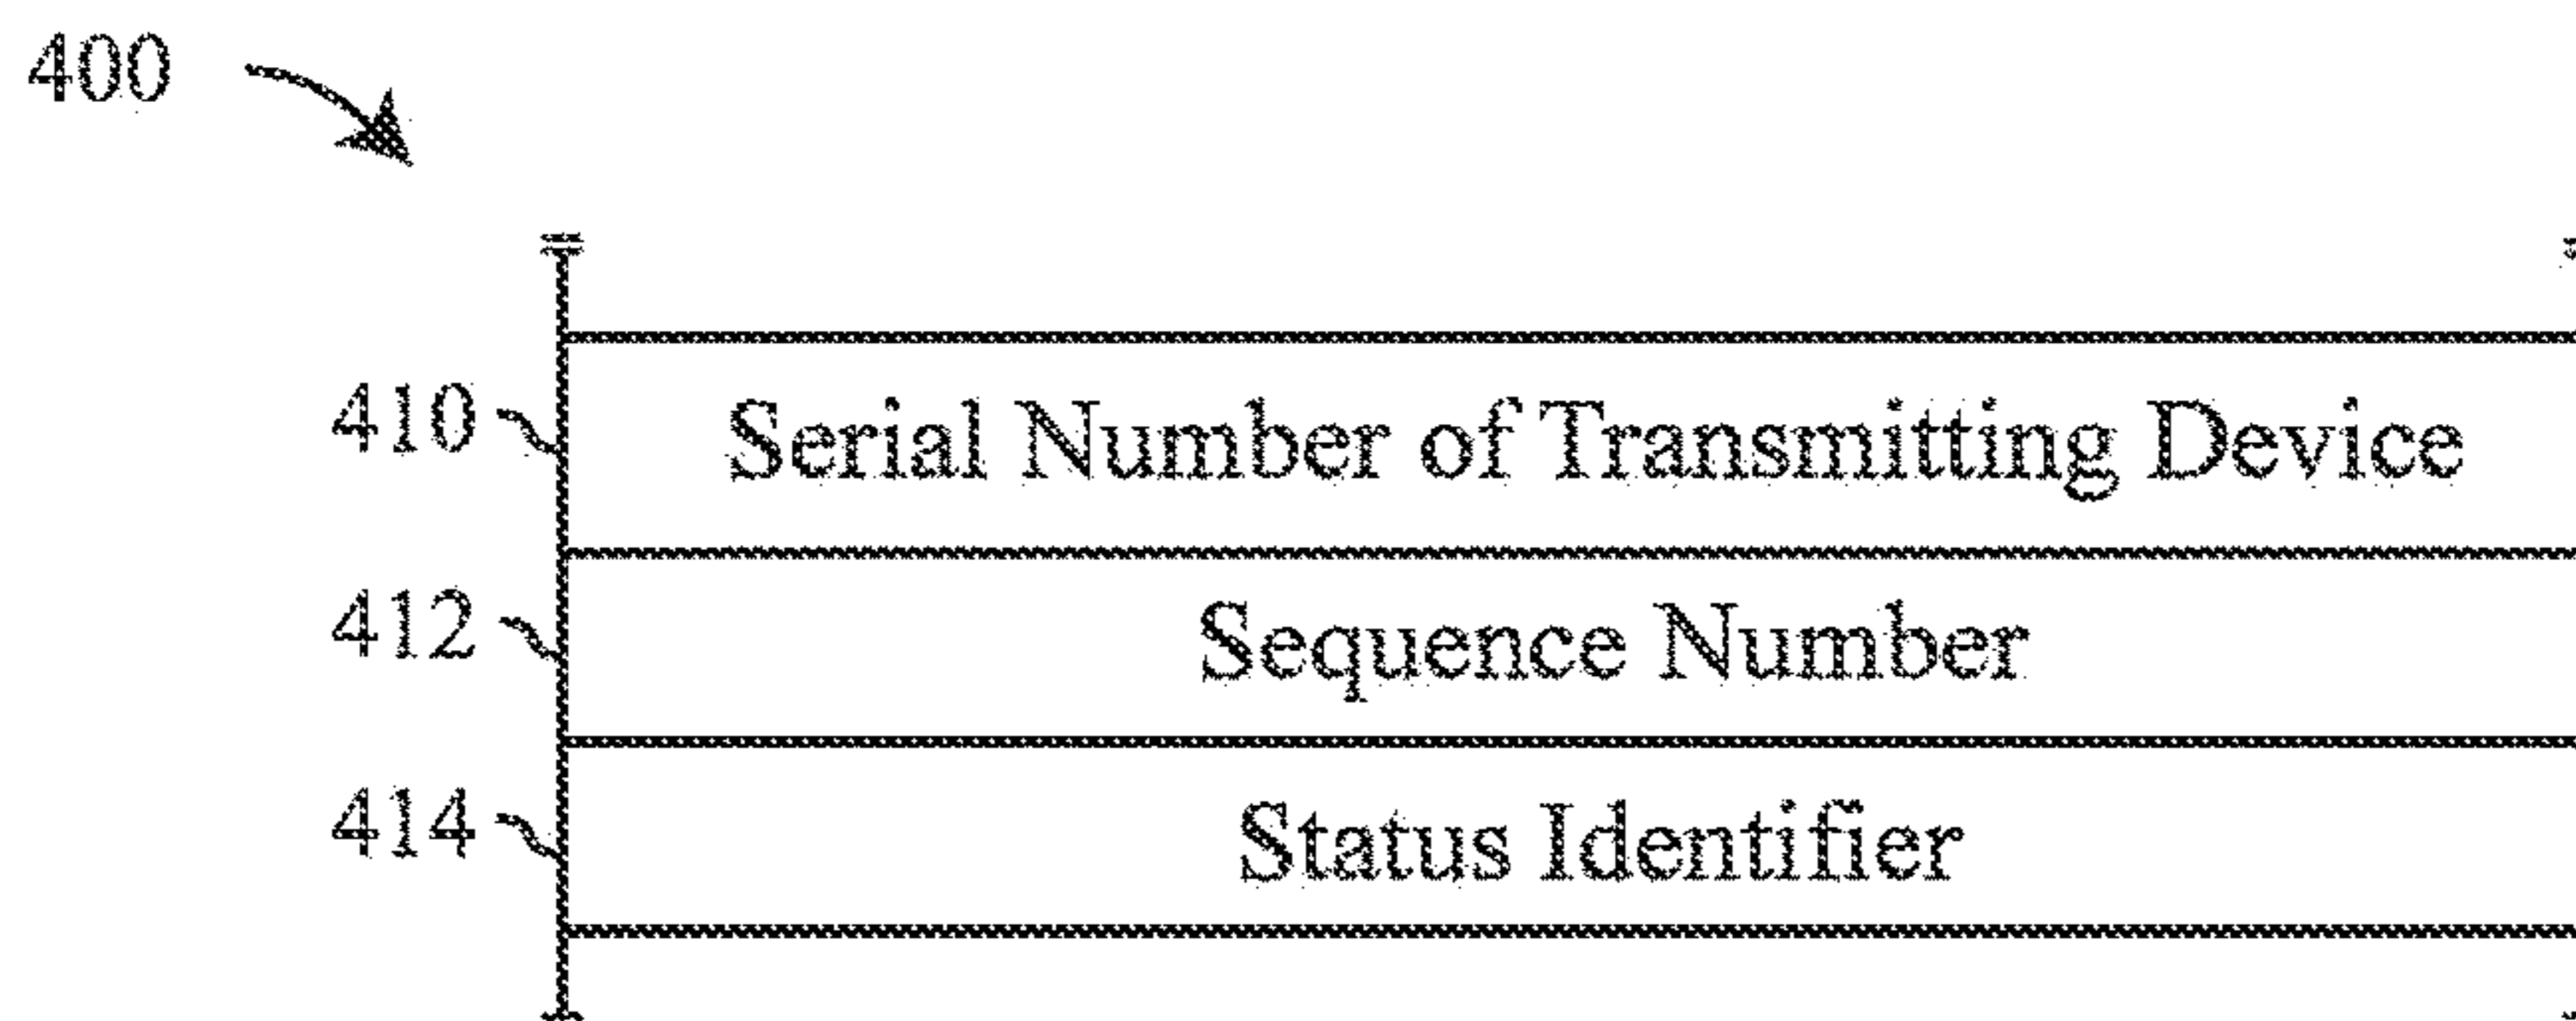 400
410 Serial Number of Transmitting Device
412 Sequence Number
414 Status Identifier